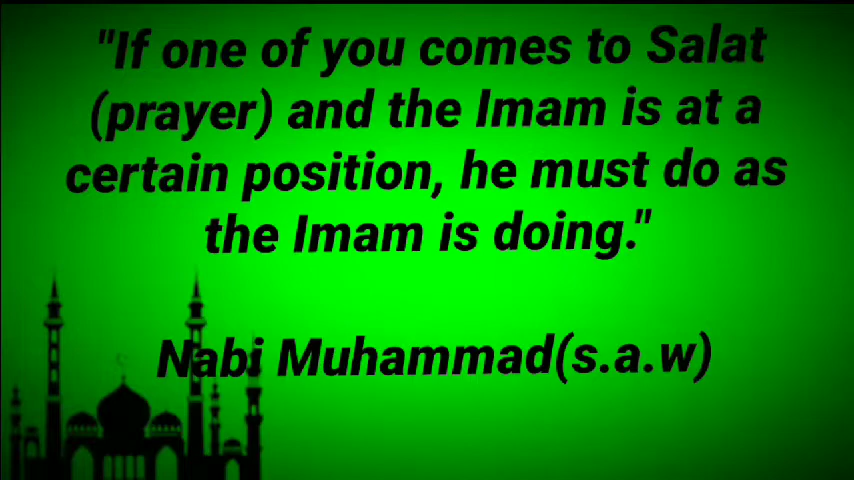 "If one of you comes to Salat
(prayer) and the Imam is at a
certain position, he must do as
the Imam is doing."
Nabi Muhammad(s.a.w)